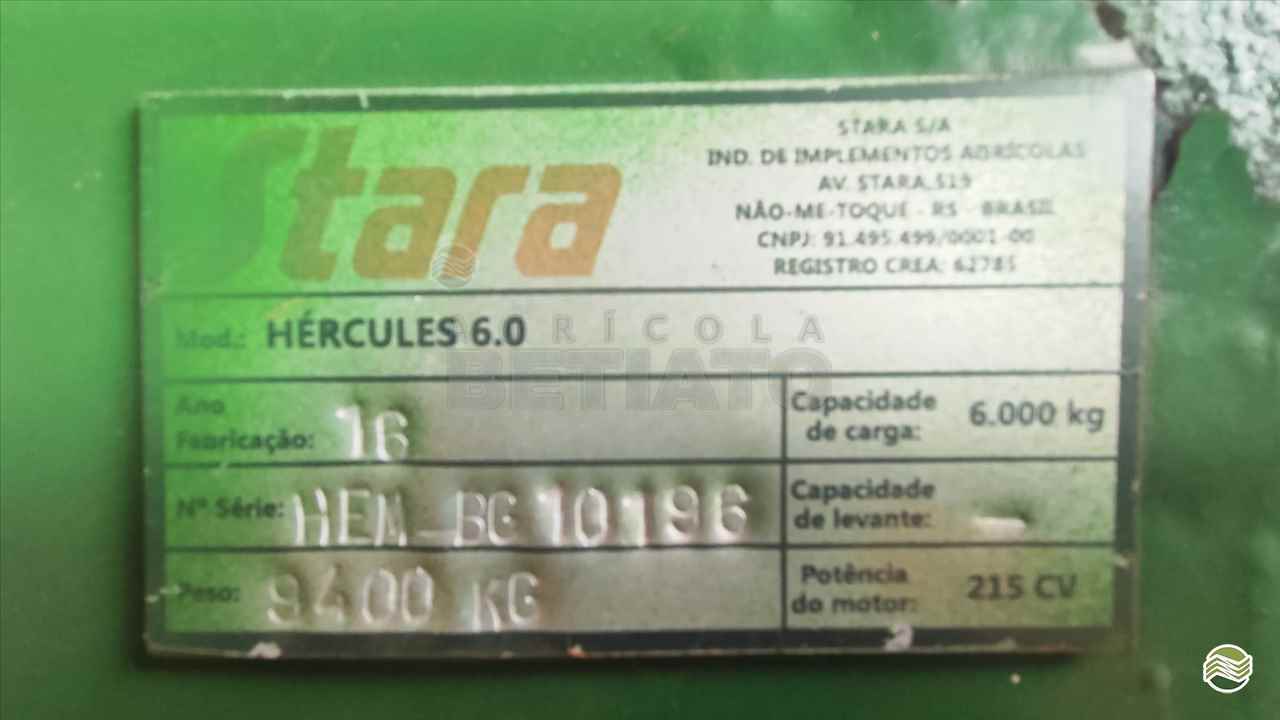 Stara
STARA S/A
IND. DE IMPLEMENTOS AGRÍCOLAS
AV. STARA,519
NÃO-ME-TOQUE - RS - BRASIL
CNPJ: 91.495.499/0001-00
REGISTRO CREA: 62785
Mod.: HÉRCULES 6.0
AGRÍCOLA
BETIATO
Ano
Fabricação: 16
Capacidade
de carga: 6.000 kg
Nº Série: HEM_BG10196
Capacidade
de levante: -
Peso: 9400 KG
Potência
do motor: 215 CV